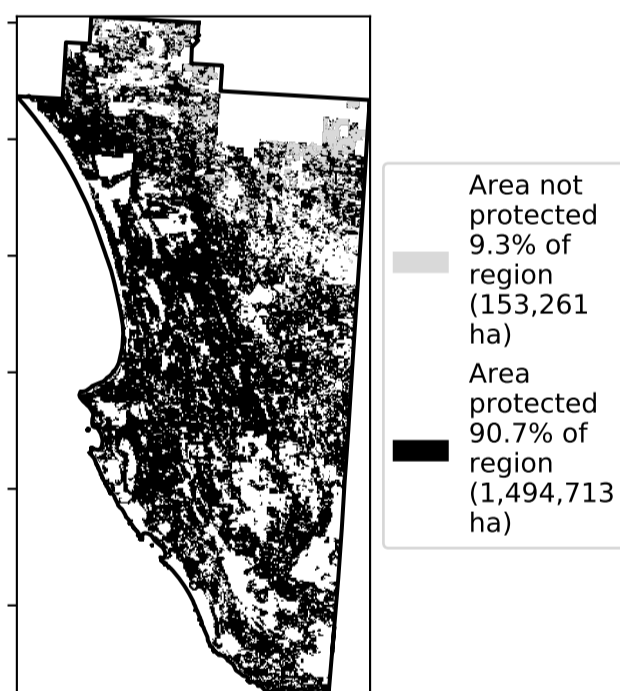 Area not
protected
9.3% of
region
(153,261
ha)
Area
protected
90.7% of
region
(1,494,713
ha)